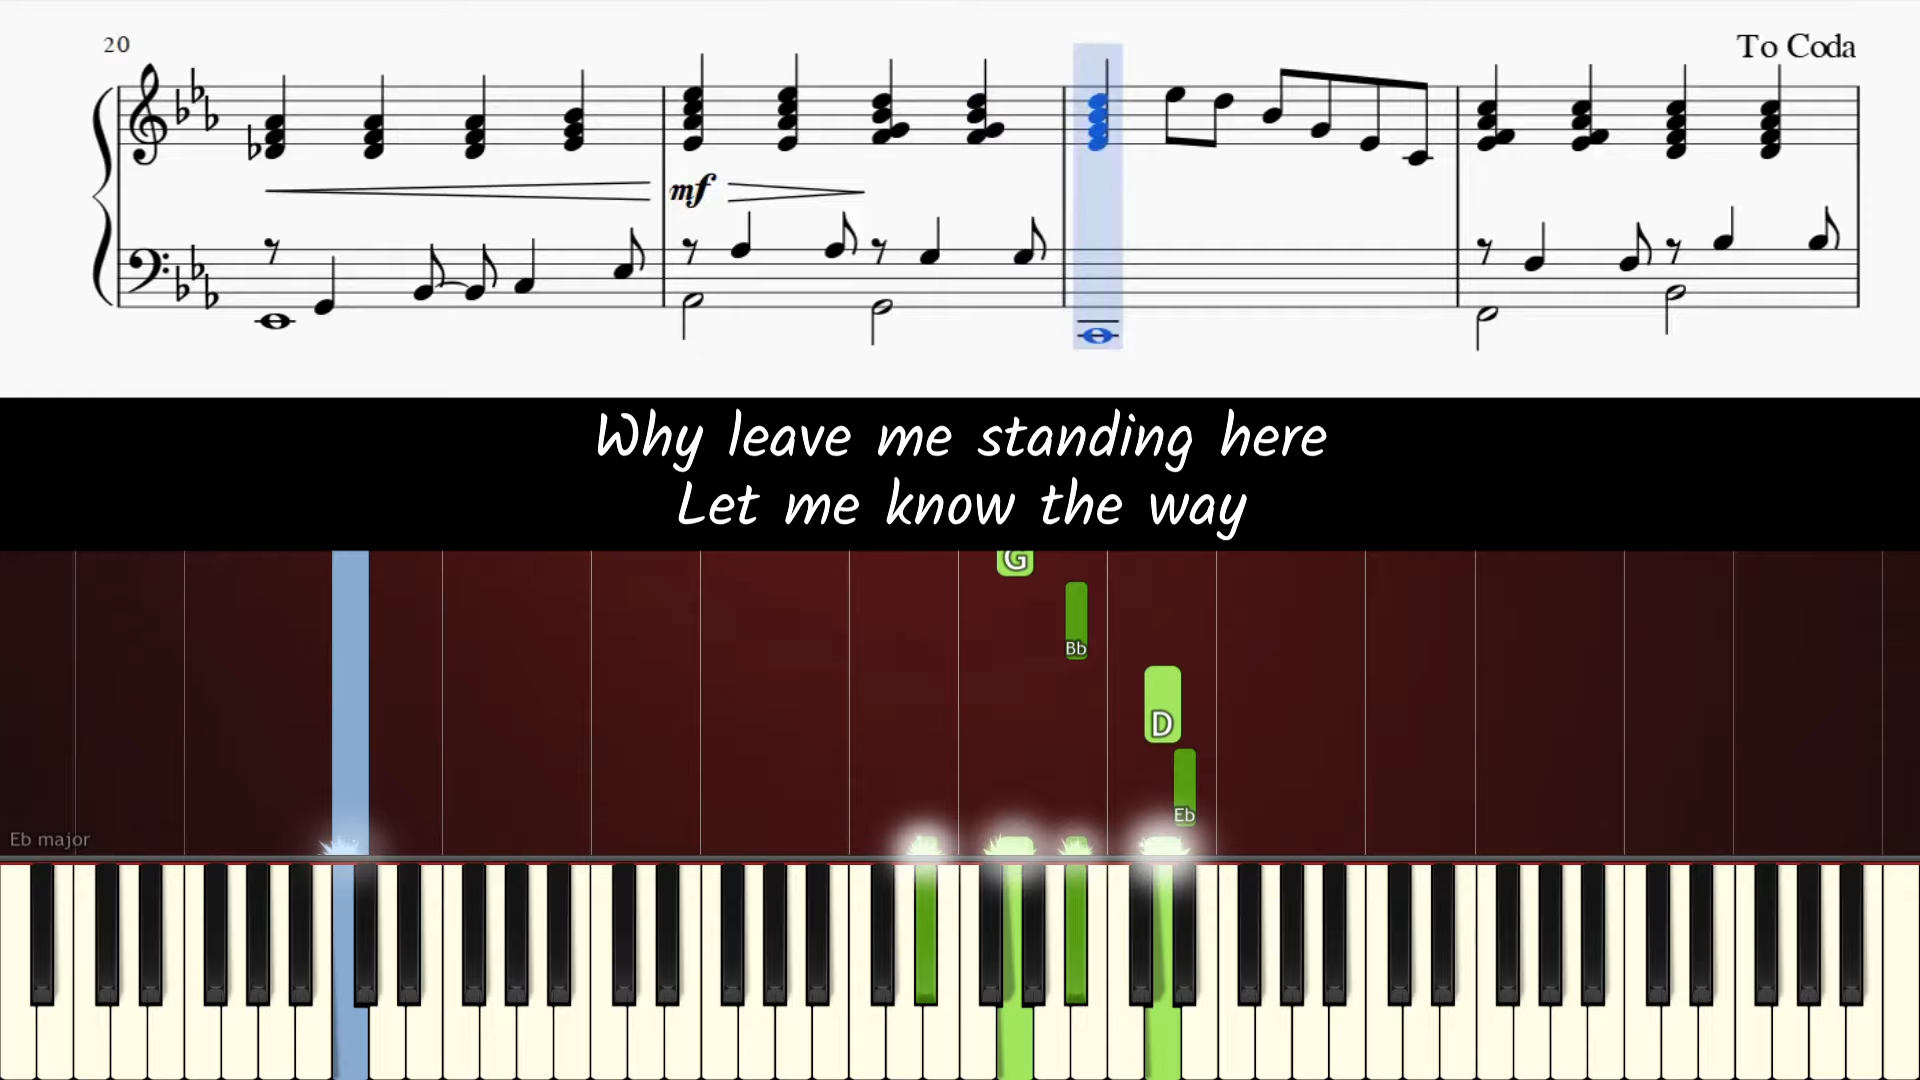 20
To Coda
mf
Why leave me standing here
Let me know the way
G
Bb
D
Eb
Eb major